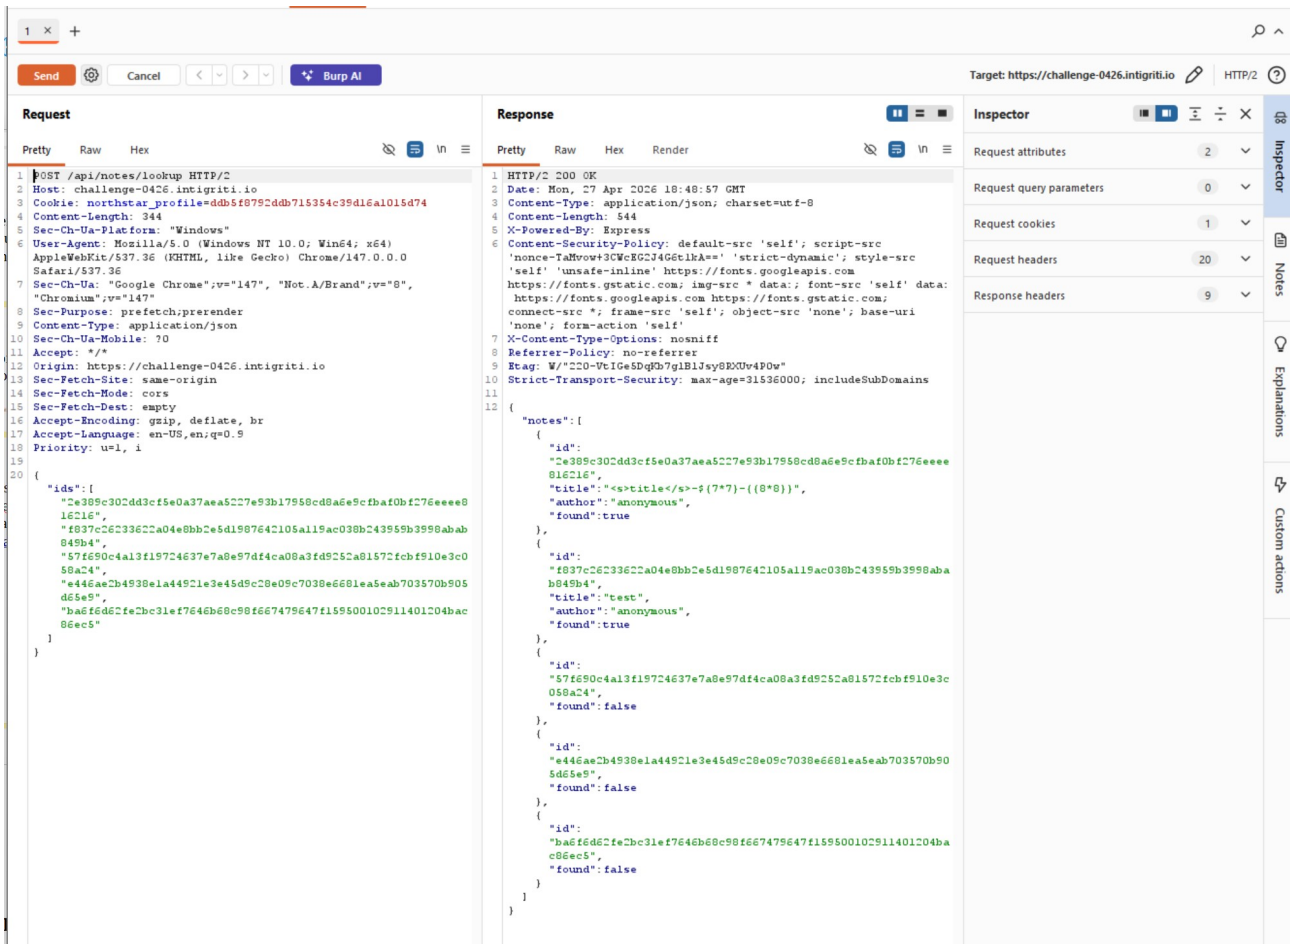 1 × +
Send Cancel < > Burp AI Target: https://challenge-0426.intigriti.io HTTP/2
Request
Pretty Raw Hex \n
1 POST /api/notes/lookup HTTP/2
2 Host: challenge-0426.intigriti.io
3 Cookie: northstar_profile=ddb5f8792ddb715354c39d16a1015d74
4 Content-Length: 344
5 Sec-Ch-Ua-Platform: "Windows"
6 User-Agent: Mozilla/5.0 (Windows NT 10.0; Win64; x64)
AppleWebKit/537.36 (KHTML, like Gecko) Chrome/147.0.0.0
Safari/537.36
7 Sec-Ch-Ua: "Google Chrome";v="147", "Not.A/Brand";v="8",
"Chromium";v="147"
8 Sec-Purpose: prefetch;prerender
9 Content-Type: application/json
10 Sec-Ch-Ua-Mobile: ?0
11 Accept: */*
12 Origin: https://challenge-0426.intigriti.io
13 Sec-Fetch-Site: same-origin
14 Sec-Fetch-Mode: cors
15 Sec-Fetch-Dest: empty
16 Accept-Encoding: gzip, deflate, br
17 Accept-Language: en-US,en;q=0.9
18 Priority: u=1, i
19
20 {
"ids":[
"2e389c302dd3cf5e0a37aea5227e93b17958cd8a6e9cfbaf0bf276eeee8
16216",
"f837c26233622a04e8bb2e5d1987642105a119ac038b243959b3998abab
849b4",
"57f690c4a13f19724637e7a8e97df4ca08a3fd9252a81572fcbf910e3c0
58a24",
"e446ae2b4938e1a44921e3e45d9c28e09c7038e6681ea5eab703570b905
d65e9",
"ba6f6d62fe2bc31ef7646b68c98f667479647f159500102911401204bac
86ec5"
]
}
Response
Pretty Raw Hex Render \n
1 HTTP/2 200 OK
2 Date: Mon, 27 Apr 2026 18:48:57 GMT
3 Content-Type: application/json; charset=utf-8
4 Content-Length: 544
5 X-Powered-By: Express
6 Content-Security-Policy: default-src 'self'; script-src
'nonce-TaMvow+3CWcEG2J4G6tlkA==' 'strict-dynamic'; style-src
'self' 'unsafe-inline' https://fonts.googleapis.com
https://fonts.gstatic.com; img-src * data:; font-src 'self' data:
https://fonts.googleapis.com https://fonts.gstatic.com;
connect-src *; frame-src 'self'; object-src 'none'; base-uri
'none'; form-action 'self'
7 X-Content-Type-Options: nosniff
8 Referrer-Policy: no-referrer
9 Etag: W/"220-VtIGe5DqKb7g1B1Jsy8RXUv4P0w"
10 Strict-Transport-Security: max-age=31536000; includeSubDomains
11
12 {
"notes":[
{
"id":
"2e389c302dd3cf5e0a37aea5227e93b17958cd8a6e9cfbaf0bf276eeee
816216",
"title":"<s>title</s>-${7*7}-{{8*8}}",
"author":"anonymous",
"found":true
},
{
"id":
"f837c26233622a04e8bb2e5d1987642105a119ac038b243959b3998aba
b849b4",
"title":"test",
"author":"anonymous",
"found":true
},
{
"id":
"57f690c4a13f19724637e7a8e97df4ca08a3fd9252a81572fcbf910e3c
058a24",
"found":false
},
{
"id":
"e446ae2b4938e1a44921e3e45d9c28e09c7038e6681ea5eab703570b90
5d65e9",
"found":false
},
{
"id":
"ba6f6d62fe2bc31ef7646b68c98f667479647f159500102911401204ba
c86ec5",
"found":false
}
]
}
Inspector
Request attributes 2
Request query parameters 0
Request cookies 1
Request headers 20
Response headers 9
Inspector
Notes
Explanations
Custom actions